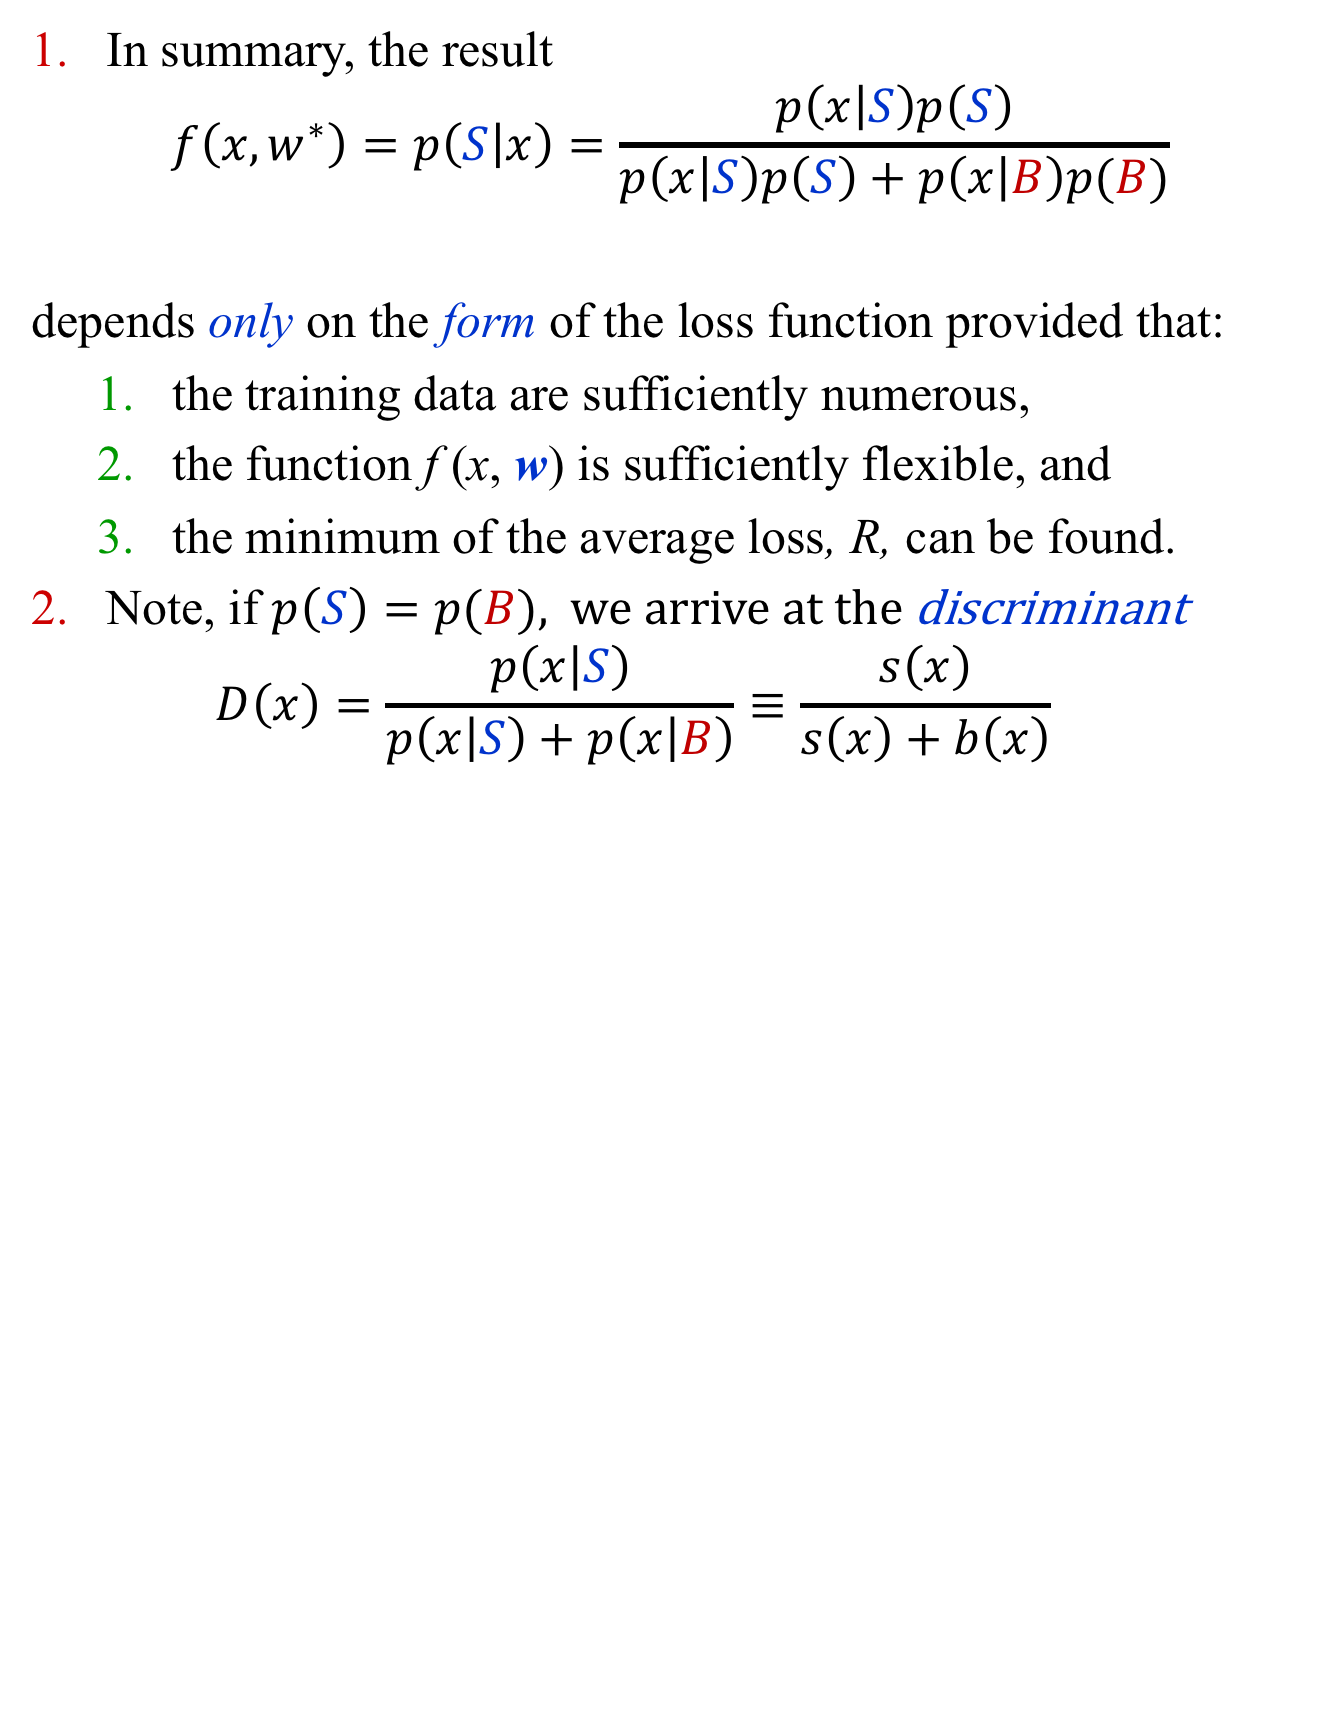 1. In summary, the result
f(x, w*) = p(S|x) = p(x|S)p(S) / p(x|S)p(S) + p(x|B)p(B)
depends only on the form of the loss function provided that:
1. the training data are sufficiently numerous,
2. the function f (x, w) is sufficiently flexible, and
3. the minimum of the average loss, R, can be found.
2. Note, if p(S) = p(B), we arrive at the discriminant
D(x) = p(x|S) / p(x|S) + p(x|B) ≡ s(x) / s(x) + b(x)